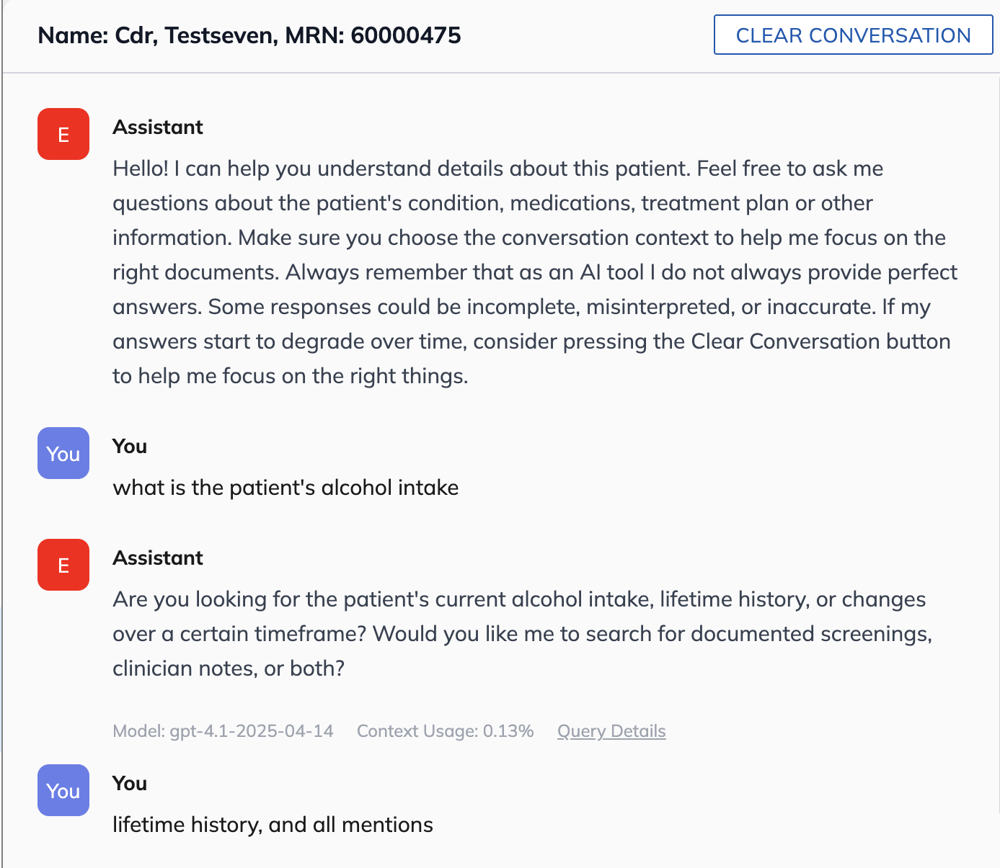 Name: Cdr, Testseven, MRN: 60000475
CLEAR CONVERSATION
E
Assistant
Hello! I can help you understand details about this patient. Feel free to ask me
questions about the patient's condition, medications, treatment plan or other
information. Make sure you choose the conversation context to help me focus on the
right documents. Always remember that as an AI tool I do not always provide perfect
answers. Some responses could be incomplete, misinterpreted, or inaccurate. If my
answers start to degrade over time, consider pressing the Clear Conversation button
to help me focus on the right things.
You
You
what is the patient's alcohol intake
E
Assistant
Are you looking for the patient's current alcohol intake, lifetime history, or changes
over a certain timeframe? Would you like me to search for documented screenings,
clinician notes, or both?
Model: gpt-4.1-2025-04-14 Context Usage: 0.13% Query Details
You
You
lifetime history, and all mentions